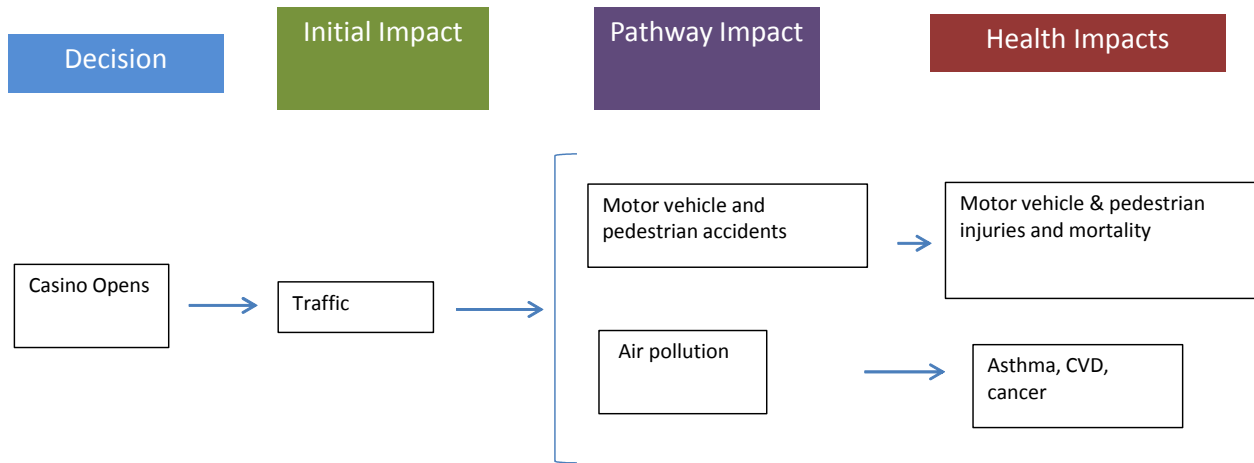 Decision
Initial Impact
Pathway Impact
Health Impacts
Casino Opens
Traffic
Motor vehicle and
pedestrian accidents
Motor vehicle & pedestrian
injuries and mortality
Air pollution
Asthma, CVD,
cancer